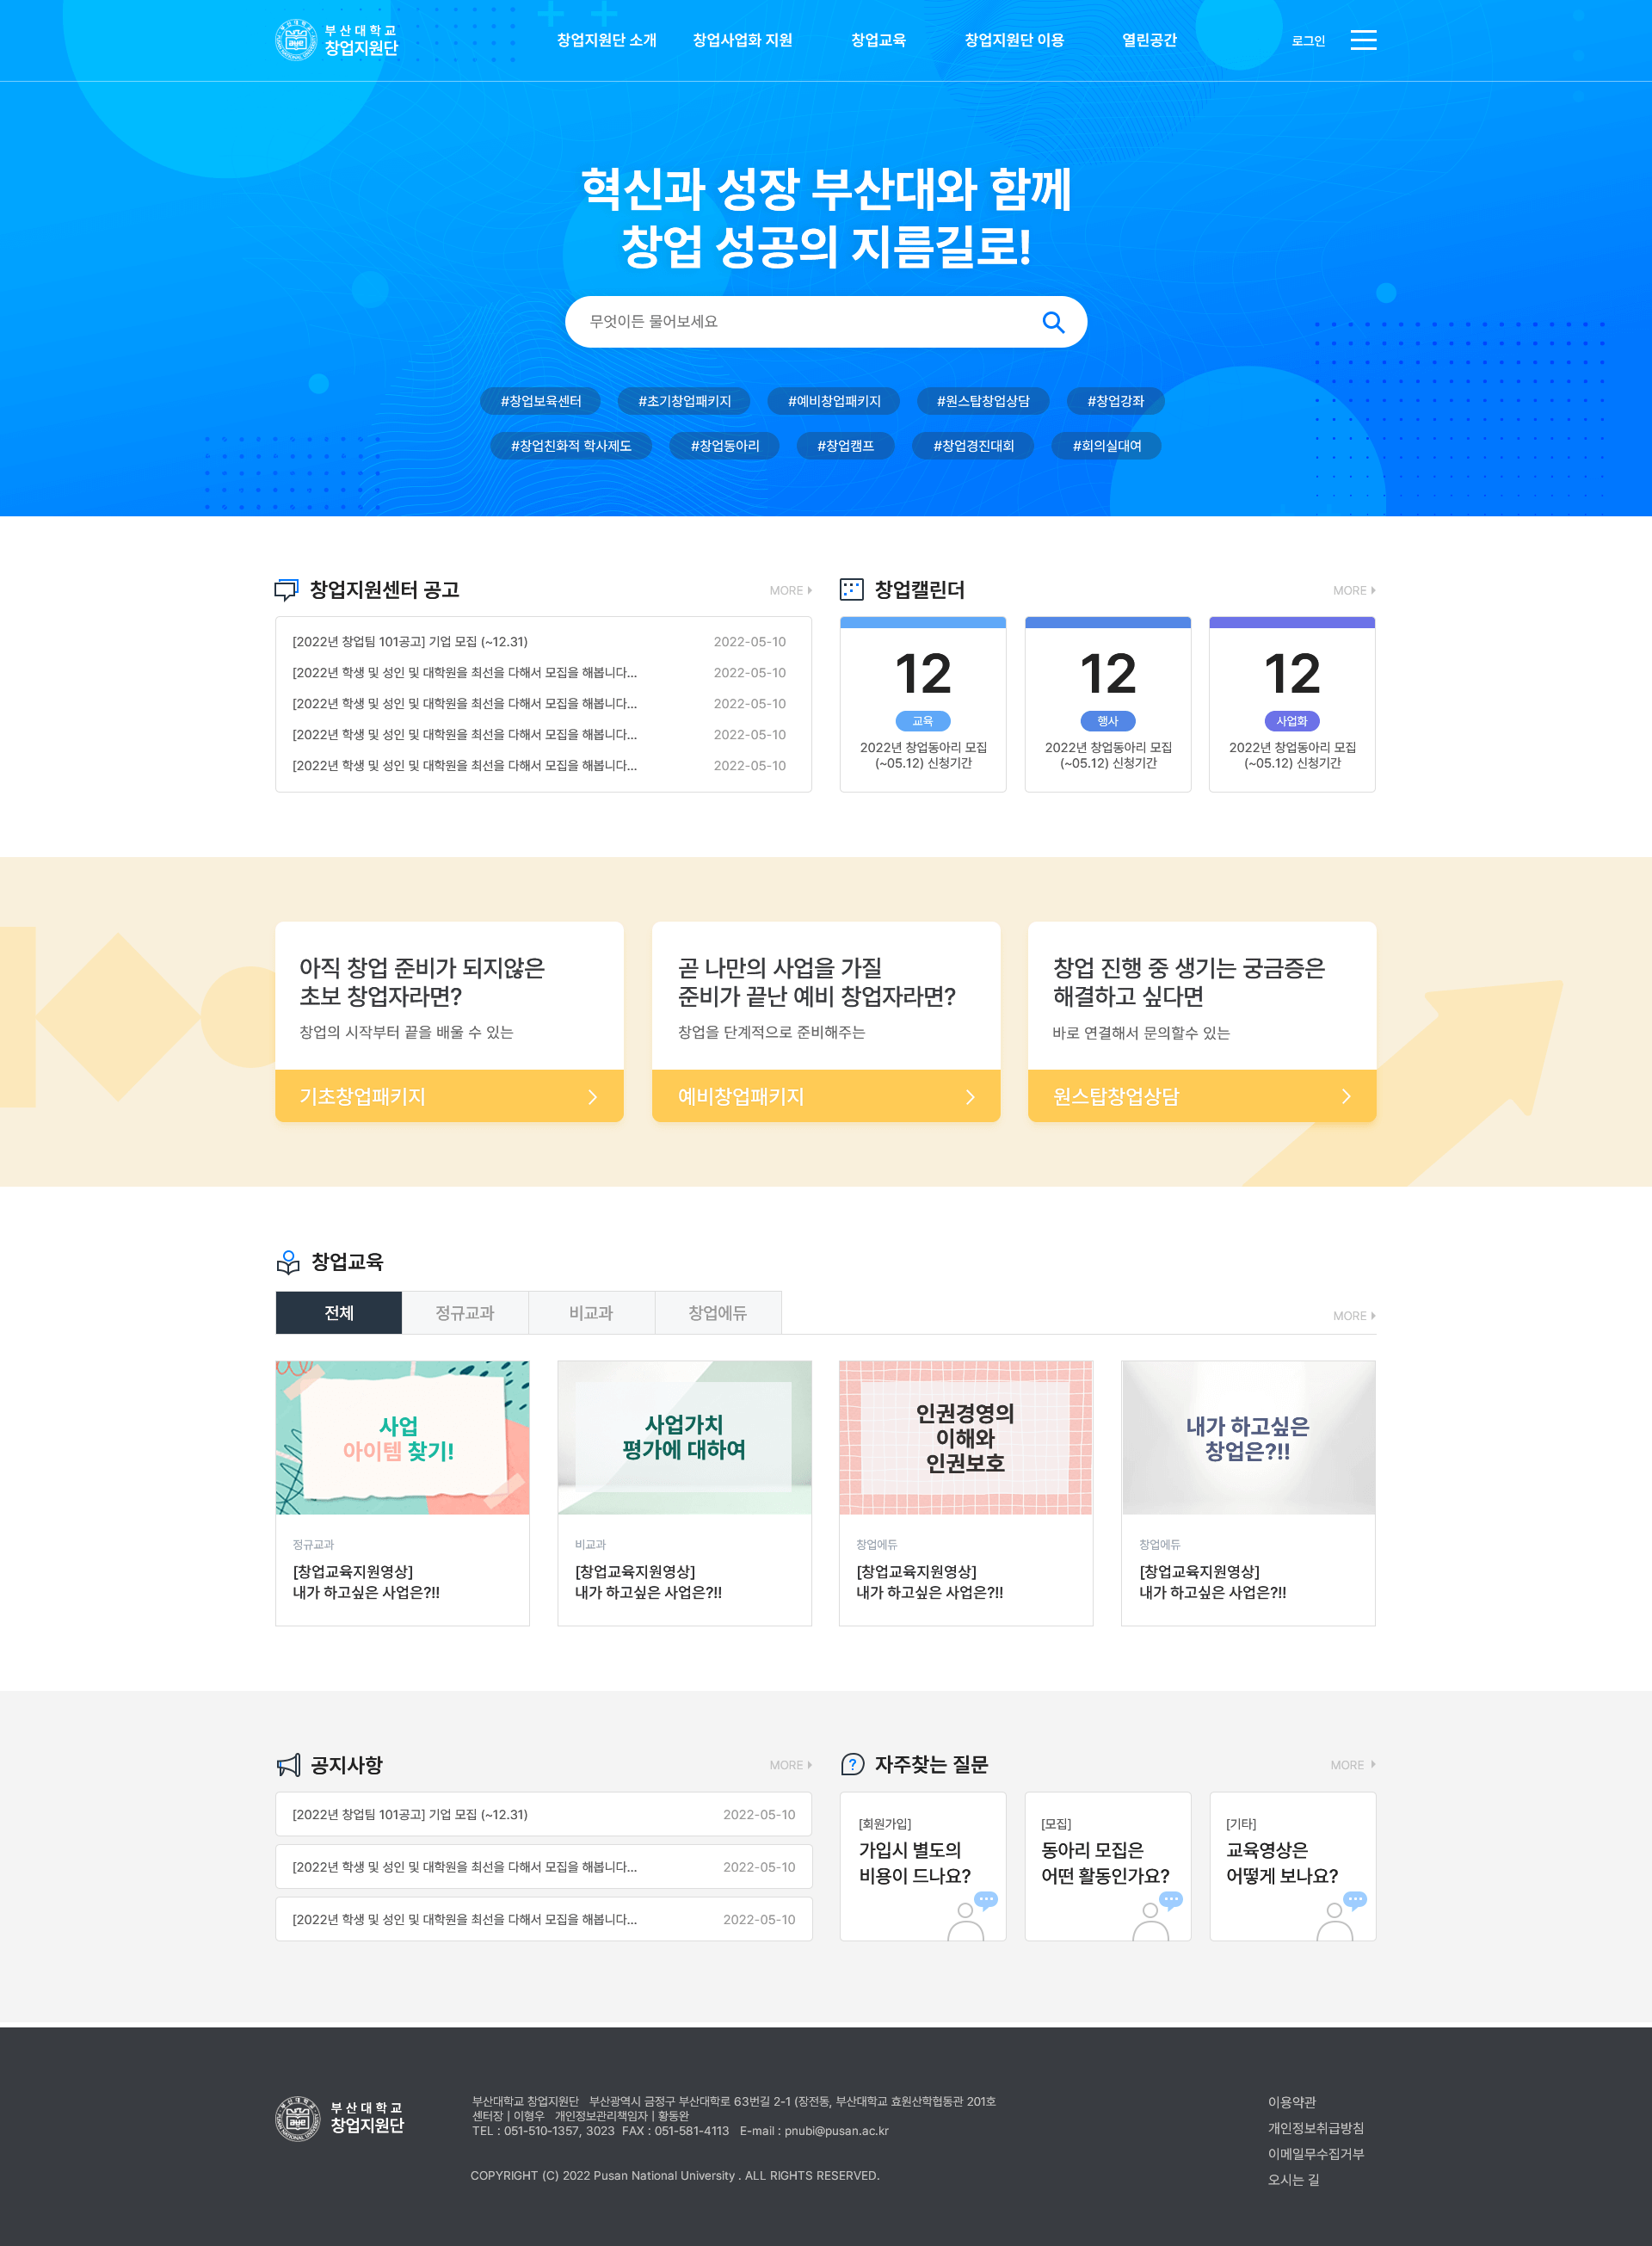 부산대학교
창업지원단
창업지원단 소개
창업사업화 지원
창업교육
창업지원단 이용
열린공간
로그인
혁신과 성장 부산대와 함께
창업 성공의 지름길로!
무엇이든 물어보세요
#창업보육센터
#초기창업패키지
#예비창업패키지
#원스탑창업상담
#창업강좌
#창업친화적 학사제도
#창업동아리
#창업캠프
#창업경진대회
#회의실대여
창업지원센터 공고
MORE
[2022년 창업팀 101공고] 기업 모집 (~12.31) 2022-05-10
[2022년 학생 및 성인 및 대학원을 최선을 다해서 모집을 해봅니다... 2022-05-10
[2022년 학생 및 성인 및 대학원을 최선을 다해서 모집을 해봅니다... 2022-05-10
[2022년 학생 및 성인 및 대학원을 최선을 다해서 모집을 해봅니다... 2022-05-10
[2022년 학생 및 성인 및 대학원을 최선을 다해서 모집을 해봅니다... 2022-05-10
창업캘린더
MORE
12
교육
2022년 창업동아리 모집
(~05.12) 신청기간
12
행사
2022년 창업동아리 모집
(~05.12) 신청기간
12
사업화
2022년 창업동아리 모집
(~05.12) 신청기간
아직 창업 준비가 되지않은
초보 창업자라면?
창업의 시작부터 끝을 배울 수 있는
기초창업패키지
곧 나만의 사업을 가질
준비가 끝난 예비 창업자라면?
창업을 단계적으로 준비해주는
예비창업패키지
창업 진행 중 생기는 궁금증은
해결하고 싶다면
바로 연결해서 문의할수 있는
원스탑창업상담
창업교육
전체
정규교과
비교과
창업에듀
MORE
사업
아이템 찾기!
정규교과
[창업교육지원영상]
내가 하고싶은 사업은?!!
사업가치
평가에 대하여
비교과
[창업교육지원영상]
내가 하고싶은 사업은?!!
인권경영의
이해와
인권보호
창업에듀
[창업교육지원영상]
내가 하고싶은 사업은?!!
내가 하고싶은
창업은?!!
창업에듀
[창업교육지원영상]
내가 하고싶은 사업은?!!
공지사항
MORE
[2022년 창업팀 101공고] 기업 모집 (~12.31) 2022-05-10
[2022년 학생 및 성인 및 대학원을 최선을 다해서 모집을 해봅니다... 2022-05-10
[2022년 학생 및 성인 및 대학원을 최선을 다해서 모집을 해봅니다... 2022-05-10
자주찾는 질문
MORE
[회원가입]
가입시 별도의
비용이 드나요?
[모집]
동아리 모집은
어떤 활동인가요?
[기타]
교육영상은
어떻게 보나요?
부산대학교
창업지원단
부산대학교 창업지원단 부산광역시 금정구 부산대학로 63번길 2-1 (장전동, 부산대학교 효원산학협동관 201호
센터장 | 이형우 개인정보관리책임자 | 황동완
TEL : 051-510-1357, 3023 FAX : 051-581-4113 E-mail : pnubi@pusan.ac.kr
COPYRIGHT (C) 2022 Pusan National University . ALL RIGHTS RESERVED.
이용약관
개인정보취급방침
이메일무수집거부
오시는 길